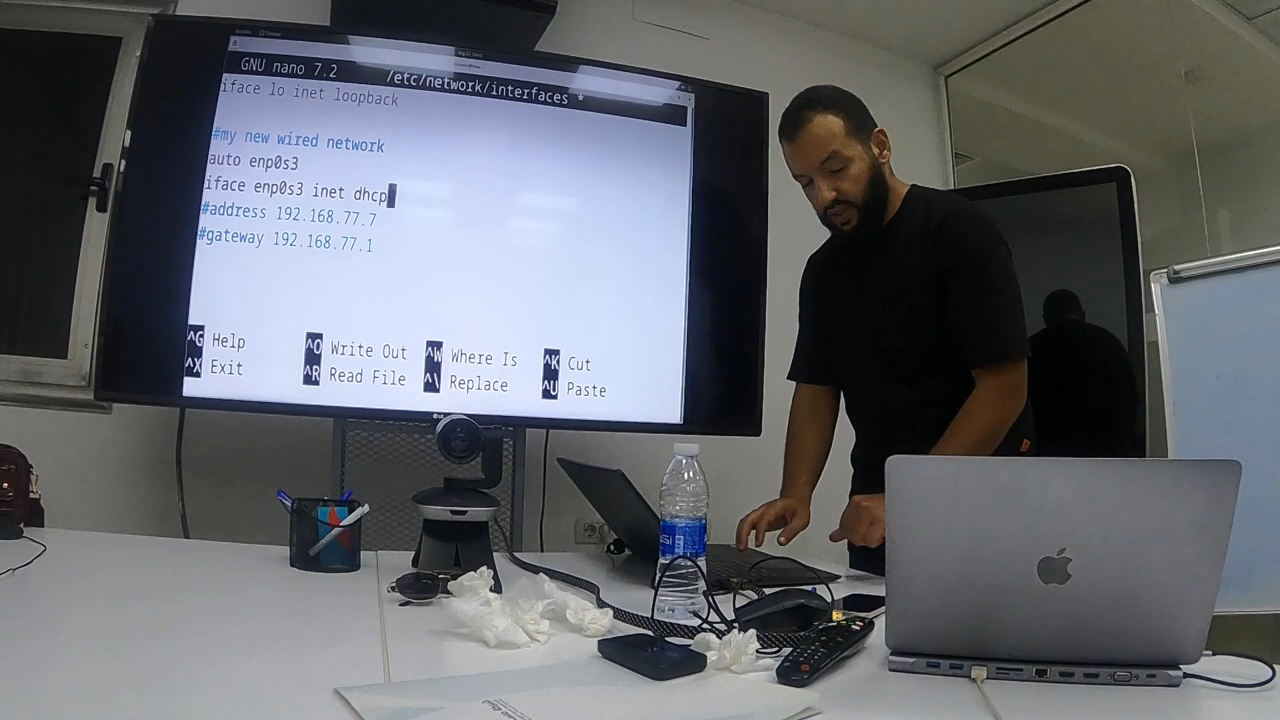 GNU nano 7.2 /etc/network/interfaces *
iface lo inet loopback
#my new wired network
auto enp0s3
iface enp0s3 inet dhcp
#address 192.168.77.7
#gateway 192.168.77.1
^G Help ^O Write Out ^W Where Is ^K Cut
^X Exit ^R Read File ^\ Replace ^U Paste
LG